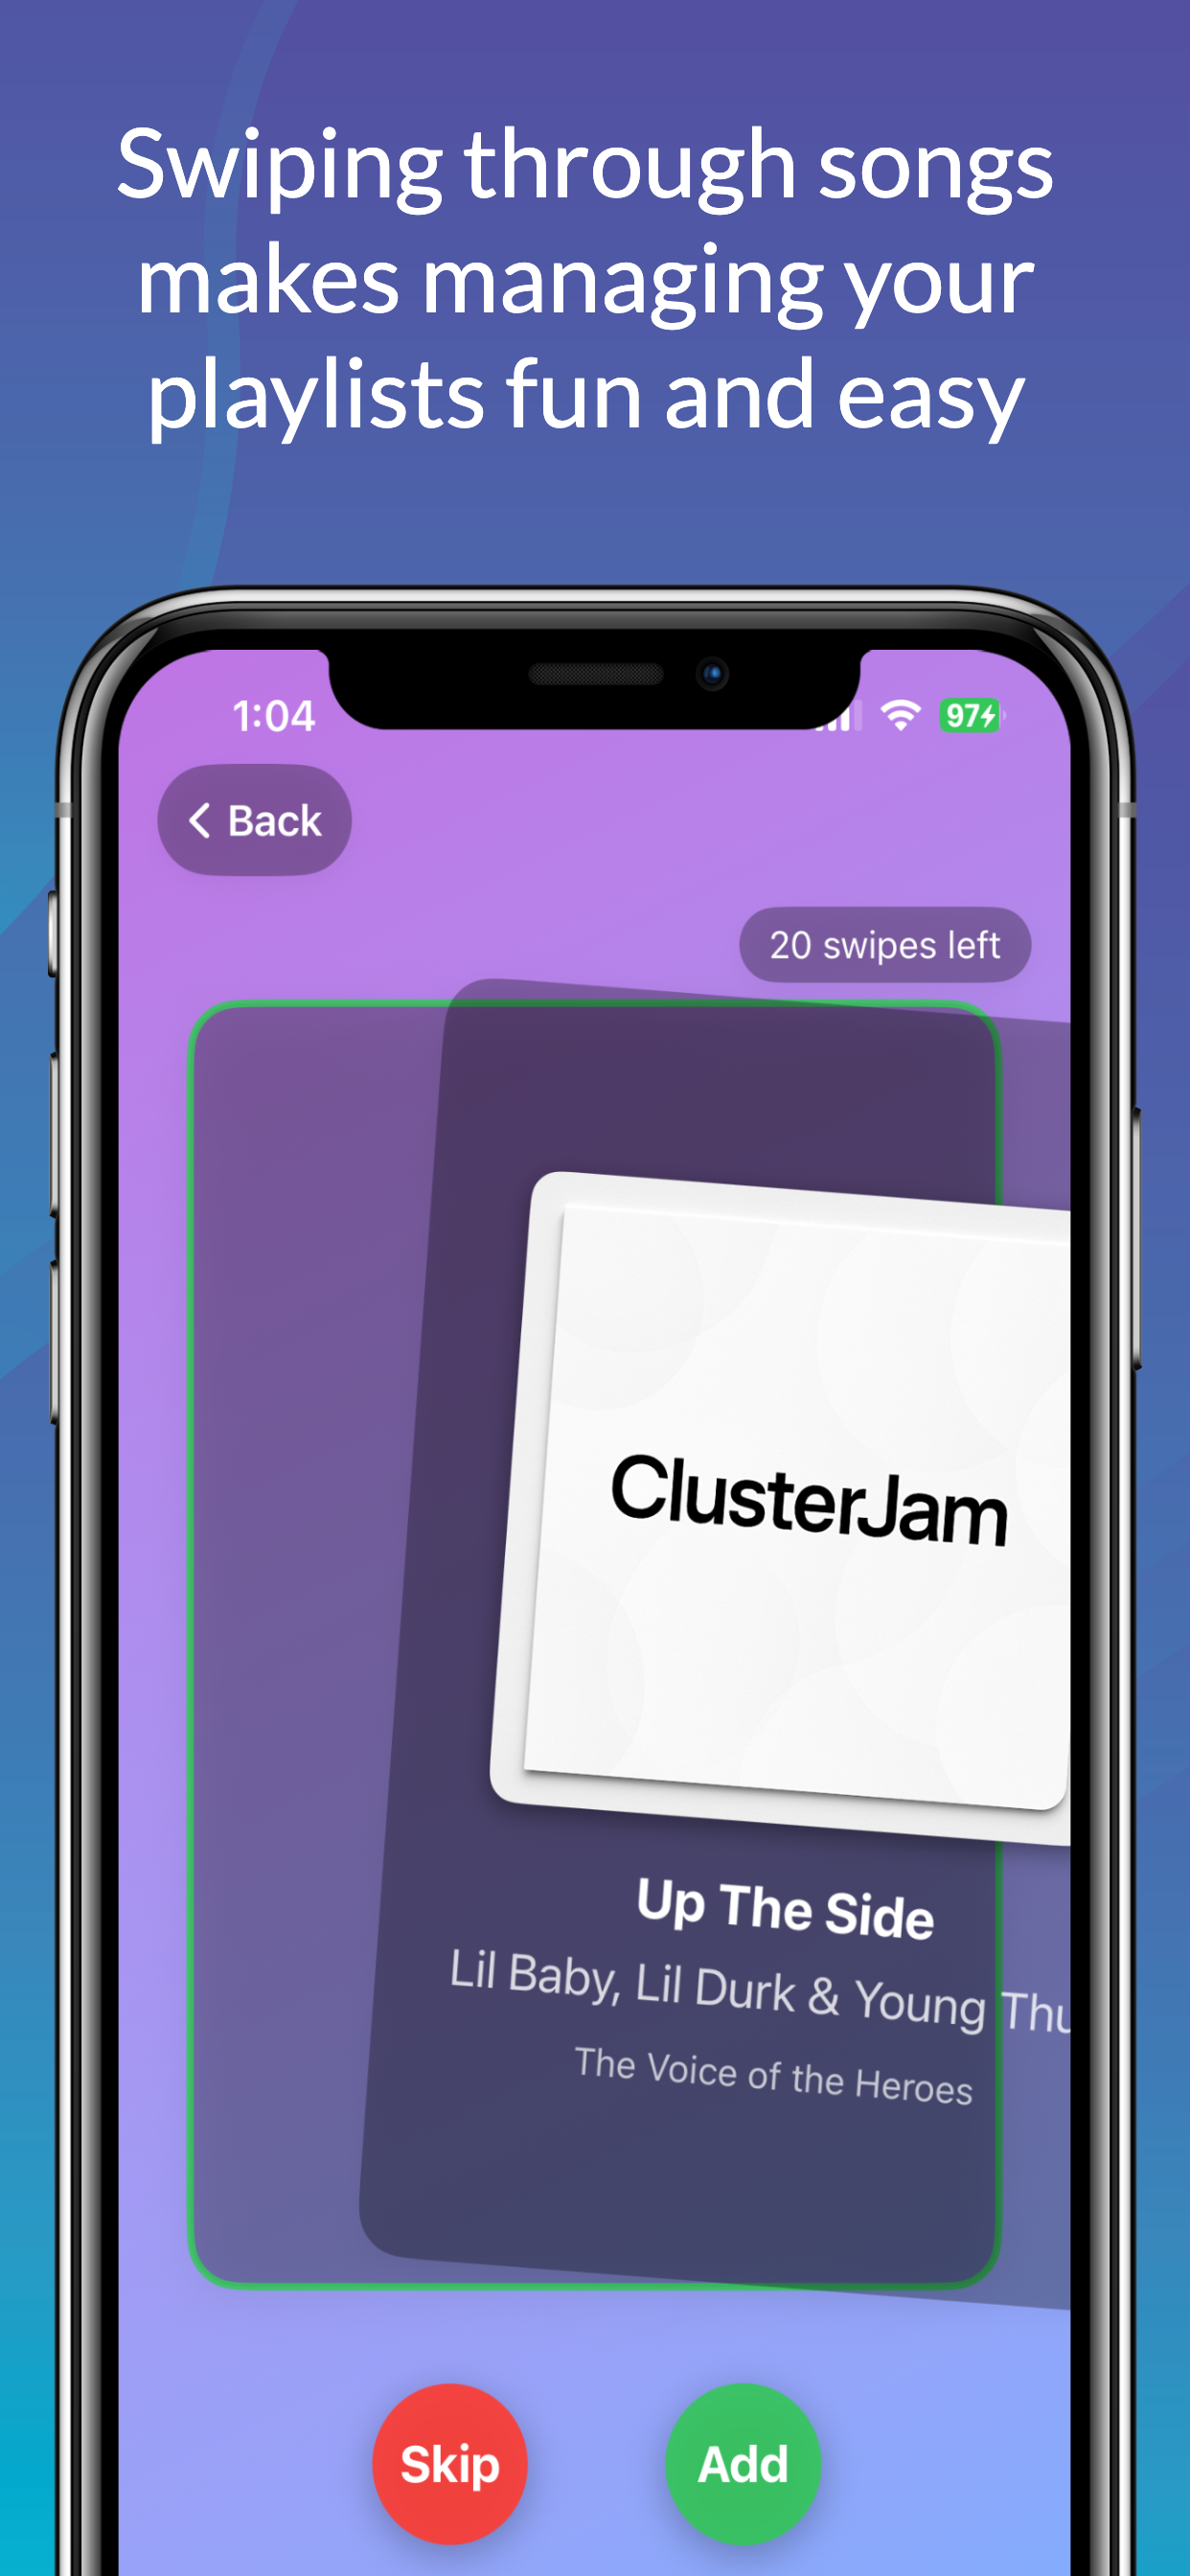 Swiping through songs
makes managing your
playlists fun and easy
1:04
97
Back
20 swipes left
ClusterJam
Up The Side
Lil Baby, Lil Durk & Young Thu
The Voice of the Heroes
Skip
Add